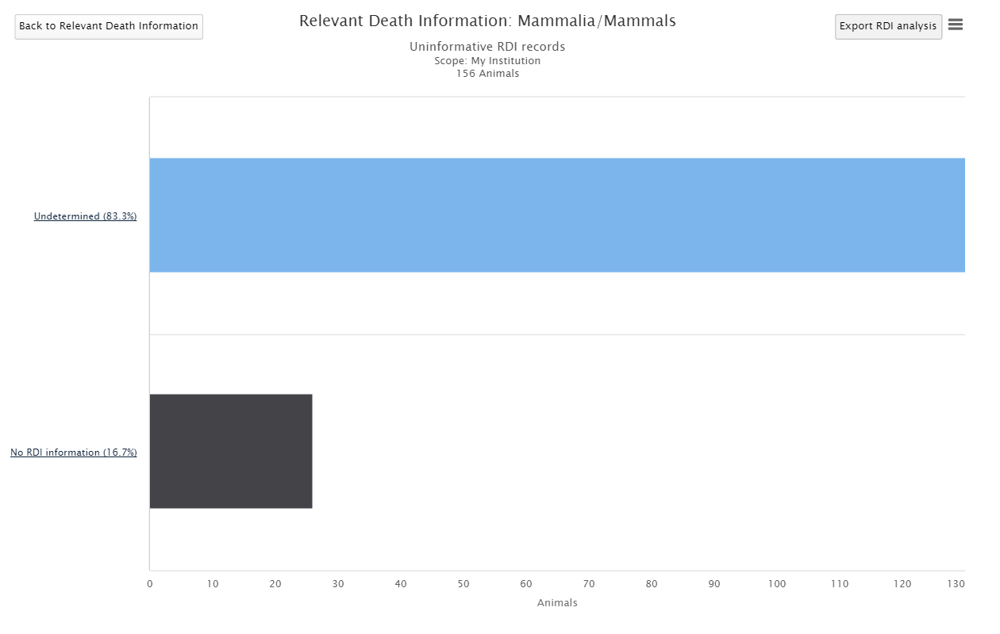 Back to Relevant Death Information
Relevant Death Information: Mammalia/Mammals
Export RDI analysis
Uninformative RDI records
Scope: My Institution
156 Animals
Undetermined (83.3%)
No RDI information (16.7%)
0 10 20 30 40 50 60 70 80 90 100 110 120 130
Animals